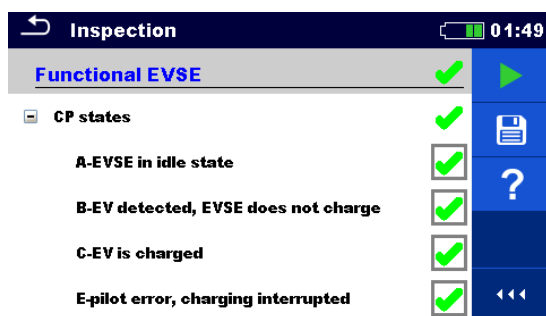 Inspection 01:49
Functional EVSE
CP states
A-EVSE in idle state
B-EV detected, EVSE does not charge
C-EV is charged
E-pilot error, charging interrupted
?